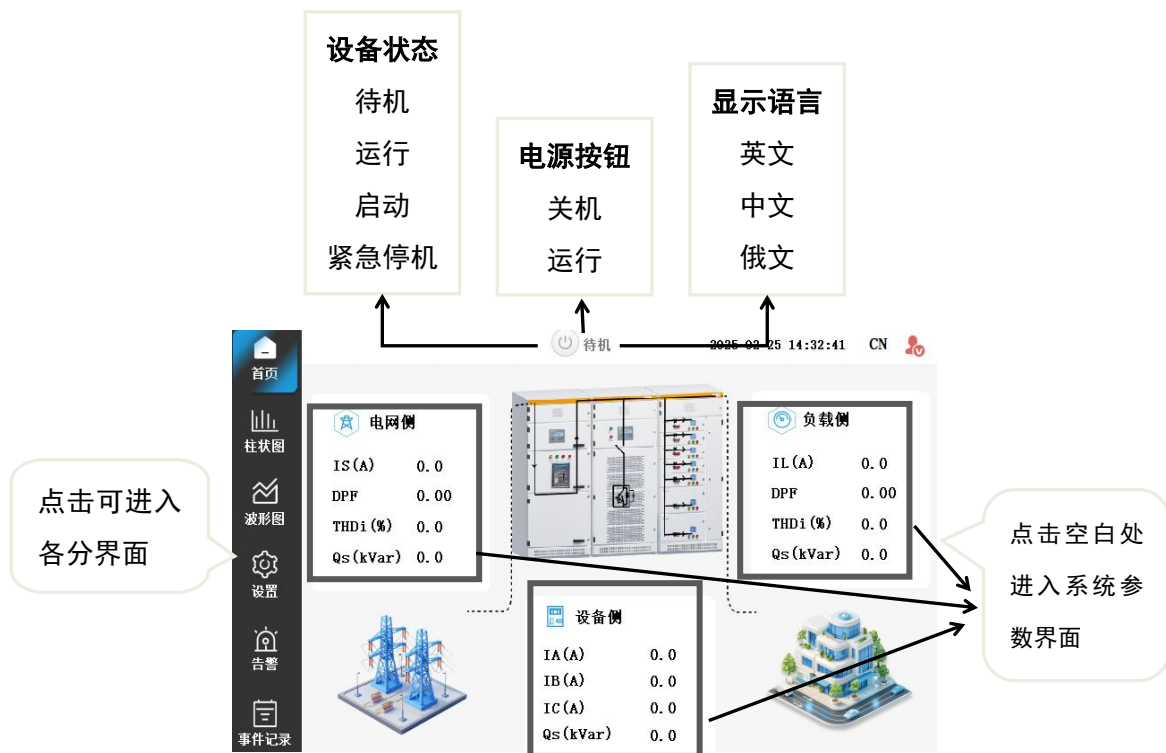 设备状态
待机
运行
启动
紧急停机
电源按钮
关机
运行
显示语言
英文
中文
俄文
待机
2025-02-25 14:32:41 CN
首页
柱状图
波形图
设置
告警
事件记录
点击可进入
各分界面
电网侧
IS(A) 0.0
DPF 0.00
THDi(%) 0.0
Qs(kVar) 0.0
负载侧
IL(A) 0.0
DPF 0.00
THDi(%) 0.0
Qs(kVar) 0.0
设备侧
IA(A) 0.0
IB(A) 0.0
IC(A) 0.0
Qs(kVar) 0.0
点击空白处
进入系统参
数界面